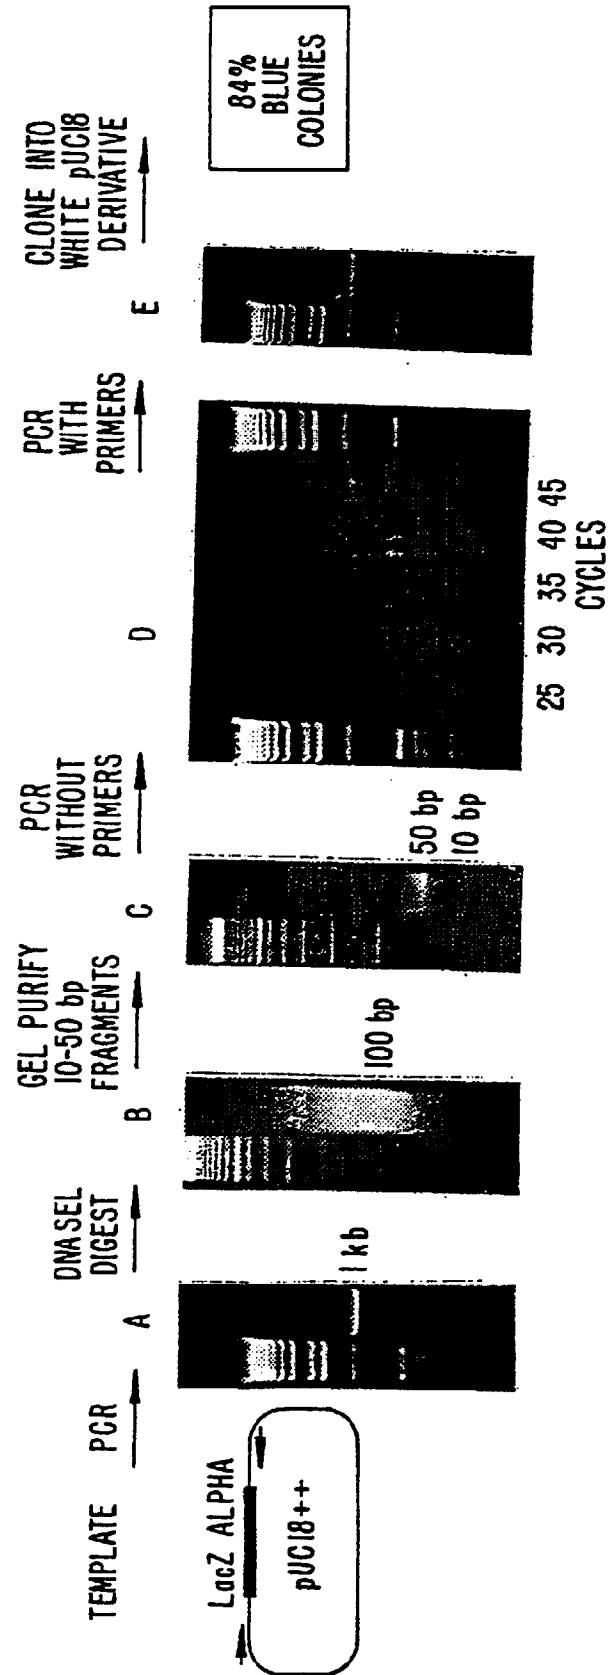 TEMPLATE
PCR
DNASEL
DIGEST
GEL PURIFY
10-50 bp
FRAGMENTS
PCR
WITHOUT
PRIMERS
PCR
WITH
PRIMERS
CLONE INTO
WHITE pUC18
DERIVATIVE
A
B
C
D
E
LacZ ALPHA
pUC18++
1 kb
100 bp
50 bp
10 bp
25 30 35 40 45
CYCLES
84%
BLUE
COLONIES